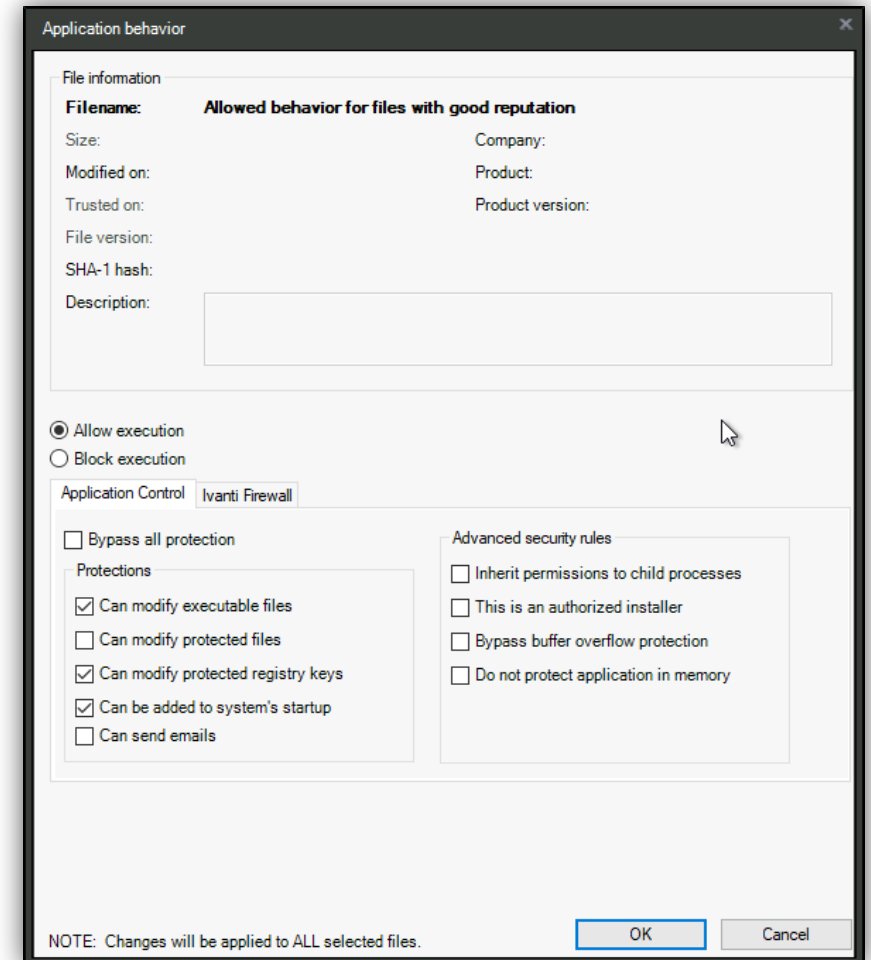 Application behavior
File information
Filename: Allowed behavior for files with good reputation
Size: Company:
Modified on: Product:
Trusted on: Product version:
File version:
SHA-1 hash:
Description:
Allow execution
Block execution
Application Control Ivanti Firewall
Bypass all protection
Protections
Can modify executable files
Can modify protected files
Can modify protected registry keys
Can be added to system's startup
Can send emails
Advanced security rules
Inherit permissions to child processes
This is an authorized installer
Bypass buffer overflow protection
Do not protect application in memory
NOTE: Changes will be applied to ALL selected files.
OK Cancel